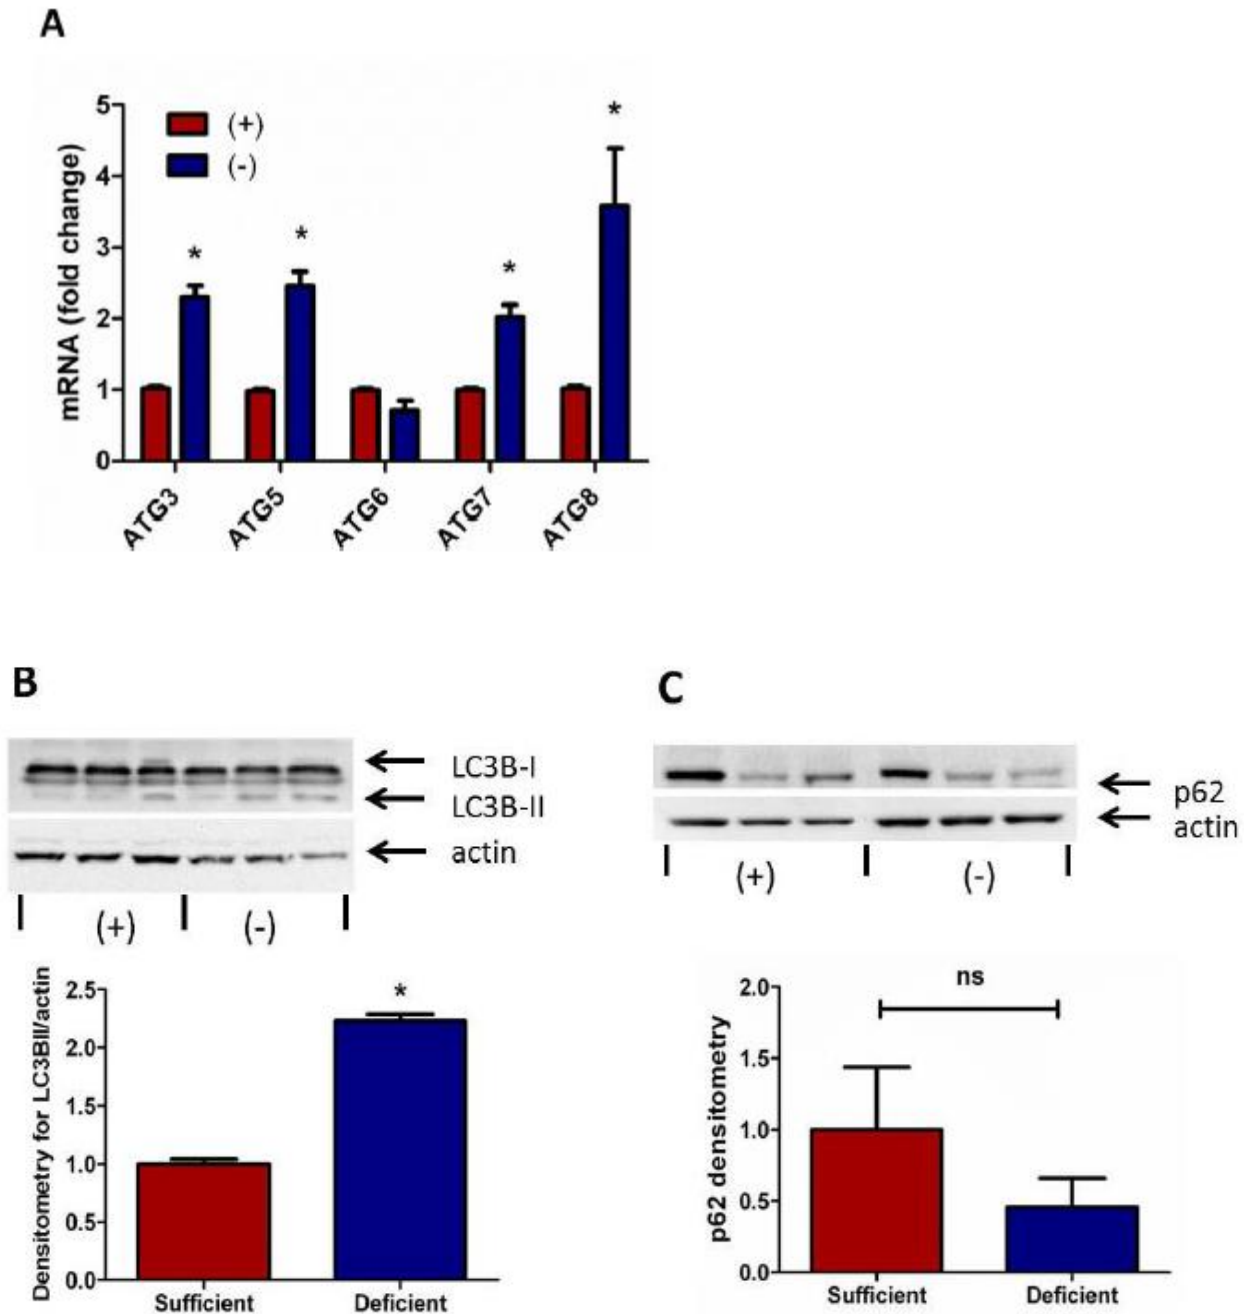 A
mRNA (fold change)
5
4
3
2
1
0
(+)
(-)
*
*
*
*
ATG3
ATG5
ATG6
ATG7
ATG8
B
LC3B-I
LC3B-II
actin
(+)
(-)
Densitometry for LC3BII/actin
2.5
2.0
1.5
1.0
0.5
0.0
*
Sufficient
Deficient
C
p62
actin
(+)
(-)
p62 densitometry
2.0
1.5
1.0
0.5
0.0
ns
Sufficient
Deficient